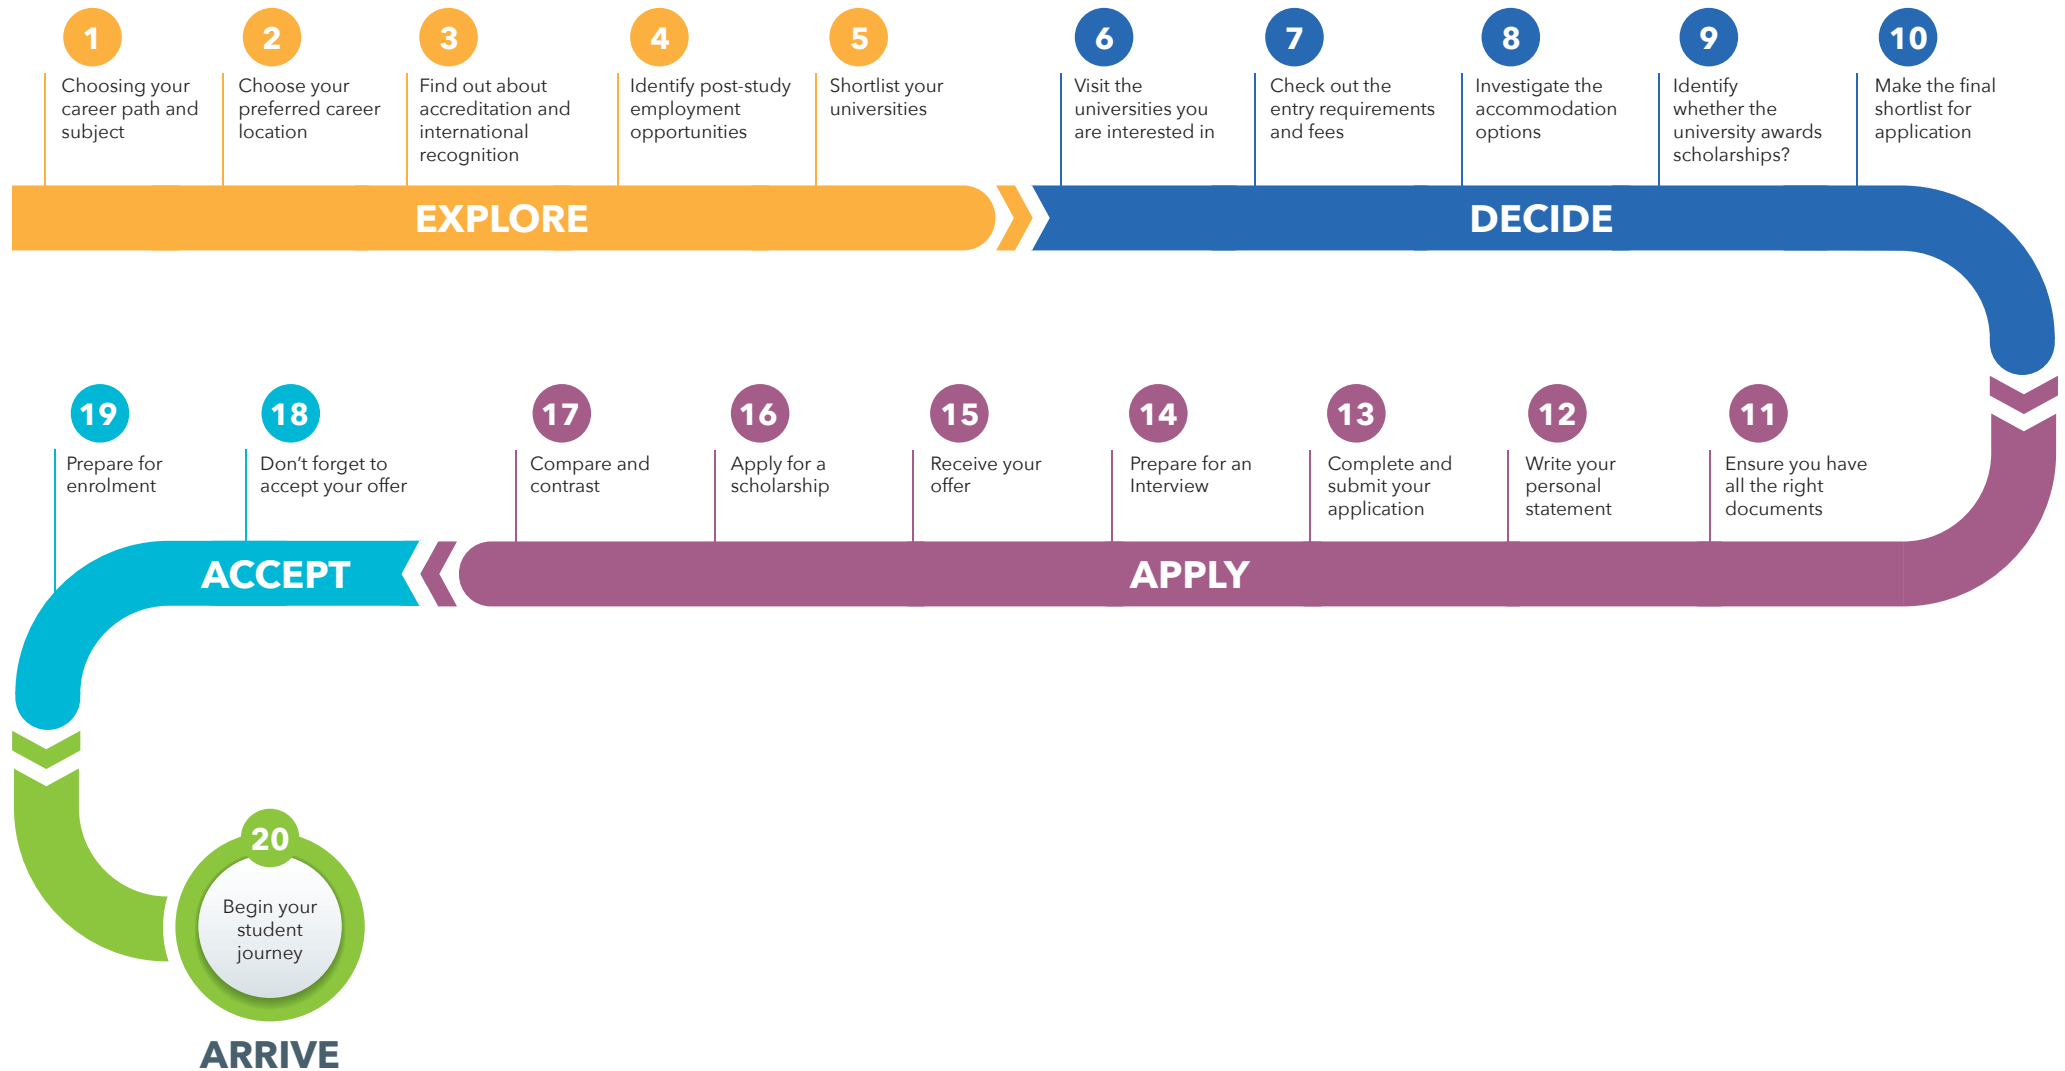 1
Choosing your
career path and
subject
2
Choose your
preferred career
location
3
Find out about
accreditation and
international
recognition
4
Identify post-study
employment
opportunities
5
Shortlist your
universities
6
Visit the
universities you
are interested in
7
Check out the
entry requirements
and fees
8
Investigate the
accommodation
options
9
Identify
whether the
university awards
scholarships?
10
Make the final
shortlist for
application
EXPLORE
DECIDE
19
Prepare for
enrolment
18
Don’t forget to
accept your offer
17
Compare and
contrast
16
Apply for a
scholarship
15
Receive your
offer
14
Prepare for an
Interview
13
Complete and
submit your
application
12
Write your
personal
statement
11
Ensure you have
all the right
documents
ACCEPT
APPLY
20
Begin your
student
journey
ARRIVE